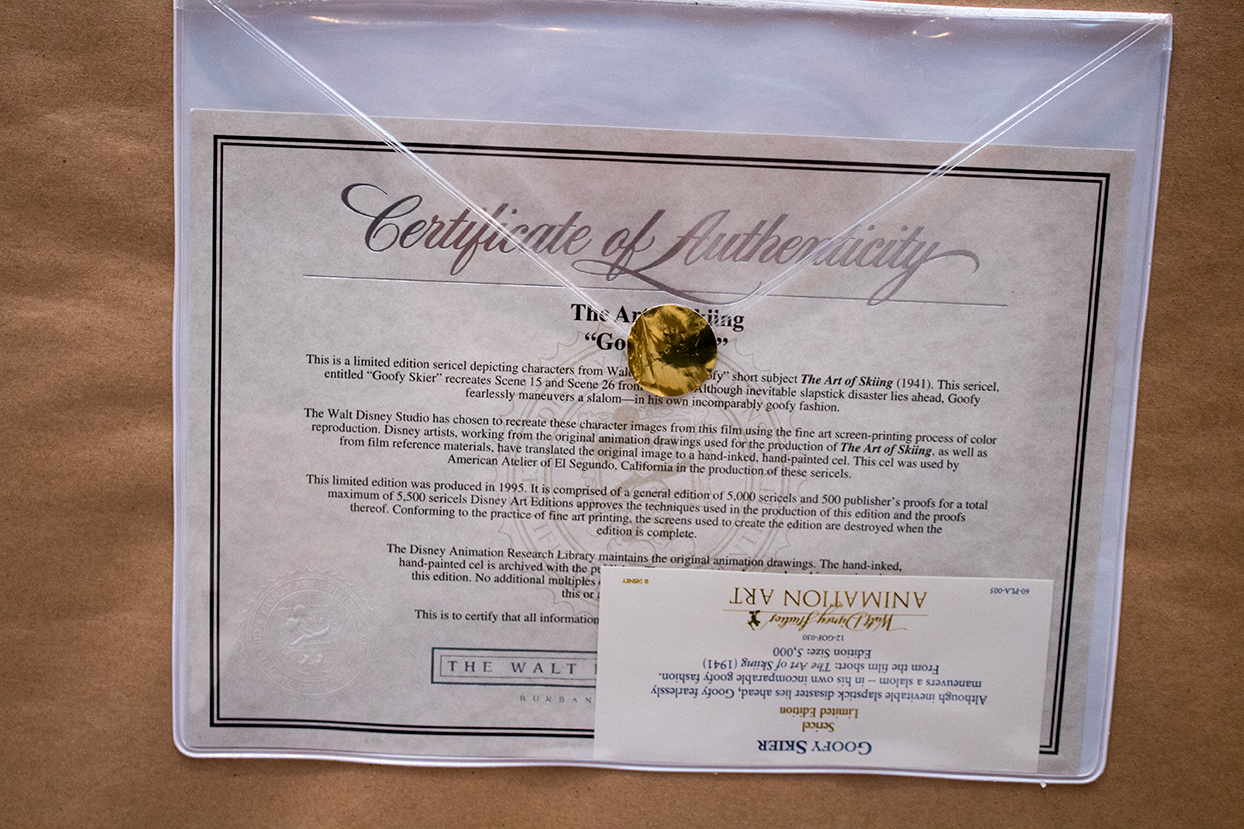 Certificate of Authenticity
The Ar iing
“Go ”
This is a limited edition sericel depicting characters from Wal ofy” short subject The Art of Skiing (1941). This sericel,
entitled “Goofy Skier” recreates Scene 15 and Scene 26 from Although inevitable slapstick disaster lies ahead, Goofy
fearlessly maneuvers a slalom—in his own incomparably goofy fashion.
The Walt Disney Studio has chosen to recreate these character images from this film using the fine art screen-printing process of color
reproduction. Disney artists, working from the original animation drawings used for the production of The Art of Skiing, as well as
from film reference materials, have translated the original image to a hand-inked, hand-painted cel. This cel was used by
American Atelier of El Segundo, California in the production of these sericels.
This limited edition was produced in 1995. It is comprised of a general edition of 5,000 sericels and 500 publisher’s proofs for a total
maximum of 5,500 sericels Disney Art Editions approves the techniques used in the production of this edition and the proofs
thereof. Conforming to the practice of fine art printing, the screens used to create the edition are destroyed when the
edition is complete.
The Disney Animation Research Library maintains the original animation drawings. The hand-inked,
hand-painted cel is archived with the
this edition. No additional multiples
this or
This is to certify that all information
THE WALT
BURBAN
GOOFY SKIER
Sericel
Limited Edition
Although inevitable slapstick disaster lies ahead, Goofy fearlessly
maneuvers a slalom -- in his own incomparable goofy fashion.
From the film short: The Art of Skiing (1941)
Edition Size: 5,000
12-GOF-030
Walt Disney Studios
ANIMATION ART
60-PLA-005
© DISNEY